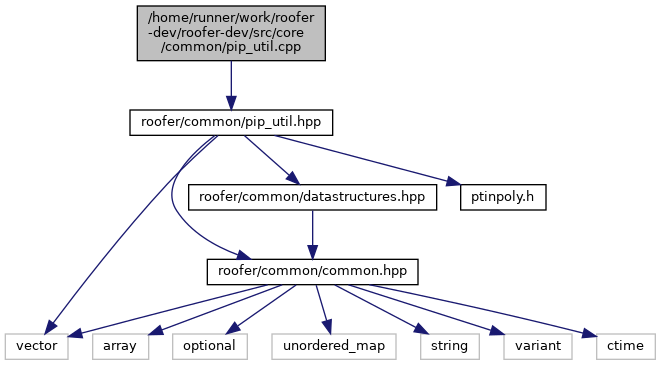 /home/runner/work/roofer
-dev/roofer-dev/src/core
/common/pip_util.cpp
roofer/common/pip_util.hpp
roofer/common/datastructures.hpp
ptinpoly.h
roofer/common/common.hpp
vector
array
optional
unordered_map
string
variant
ctime